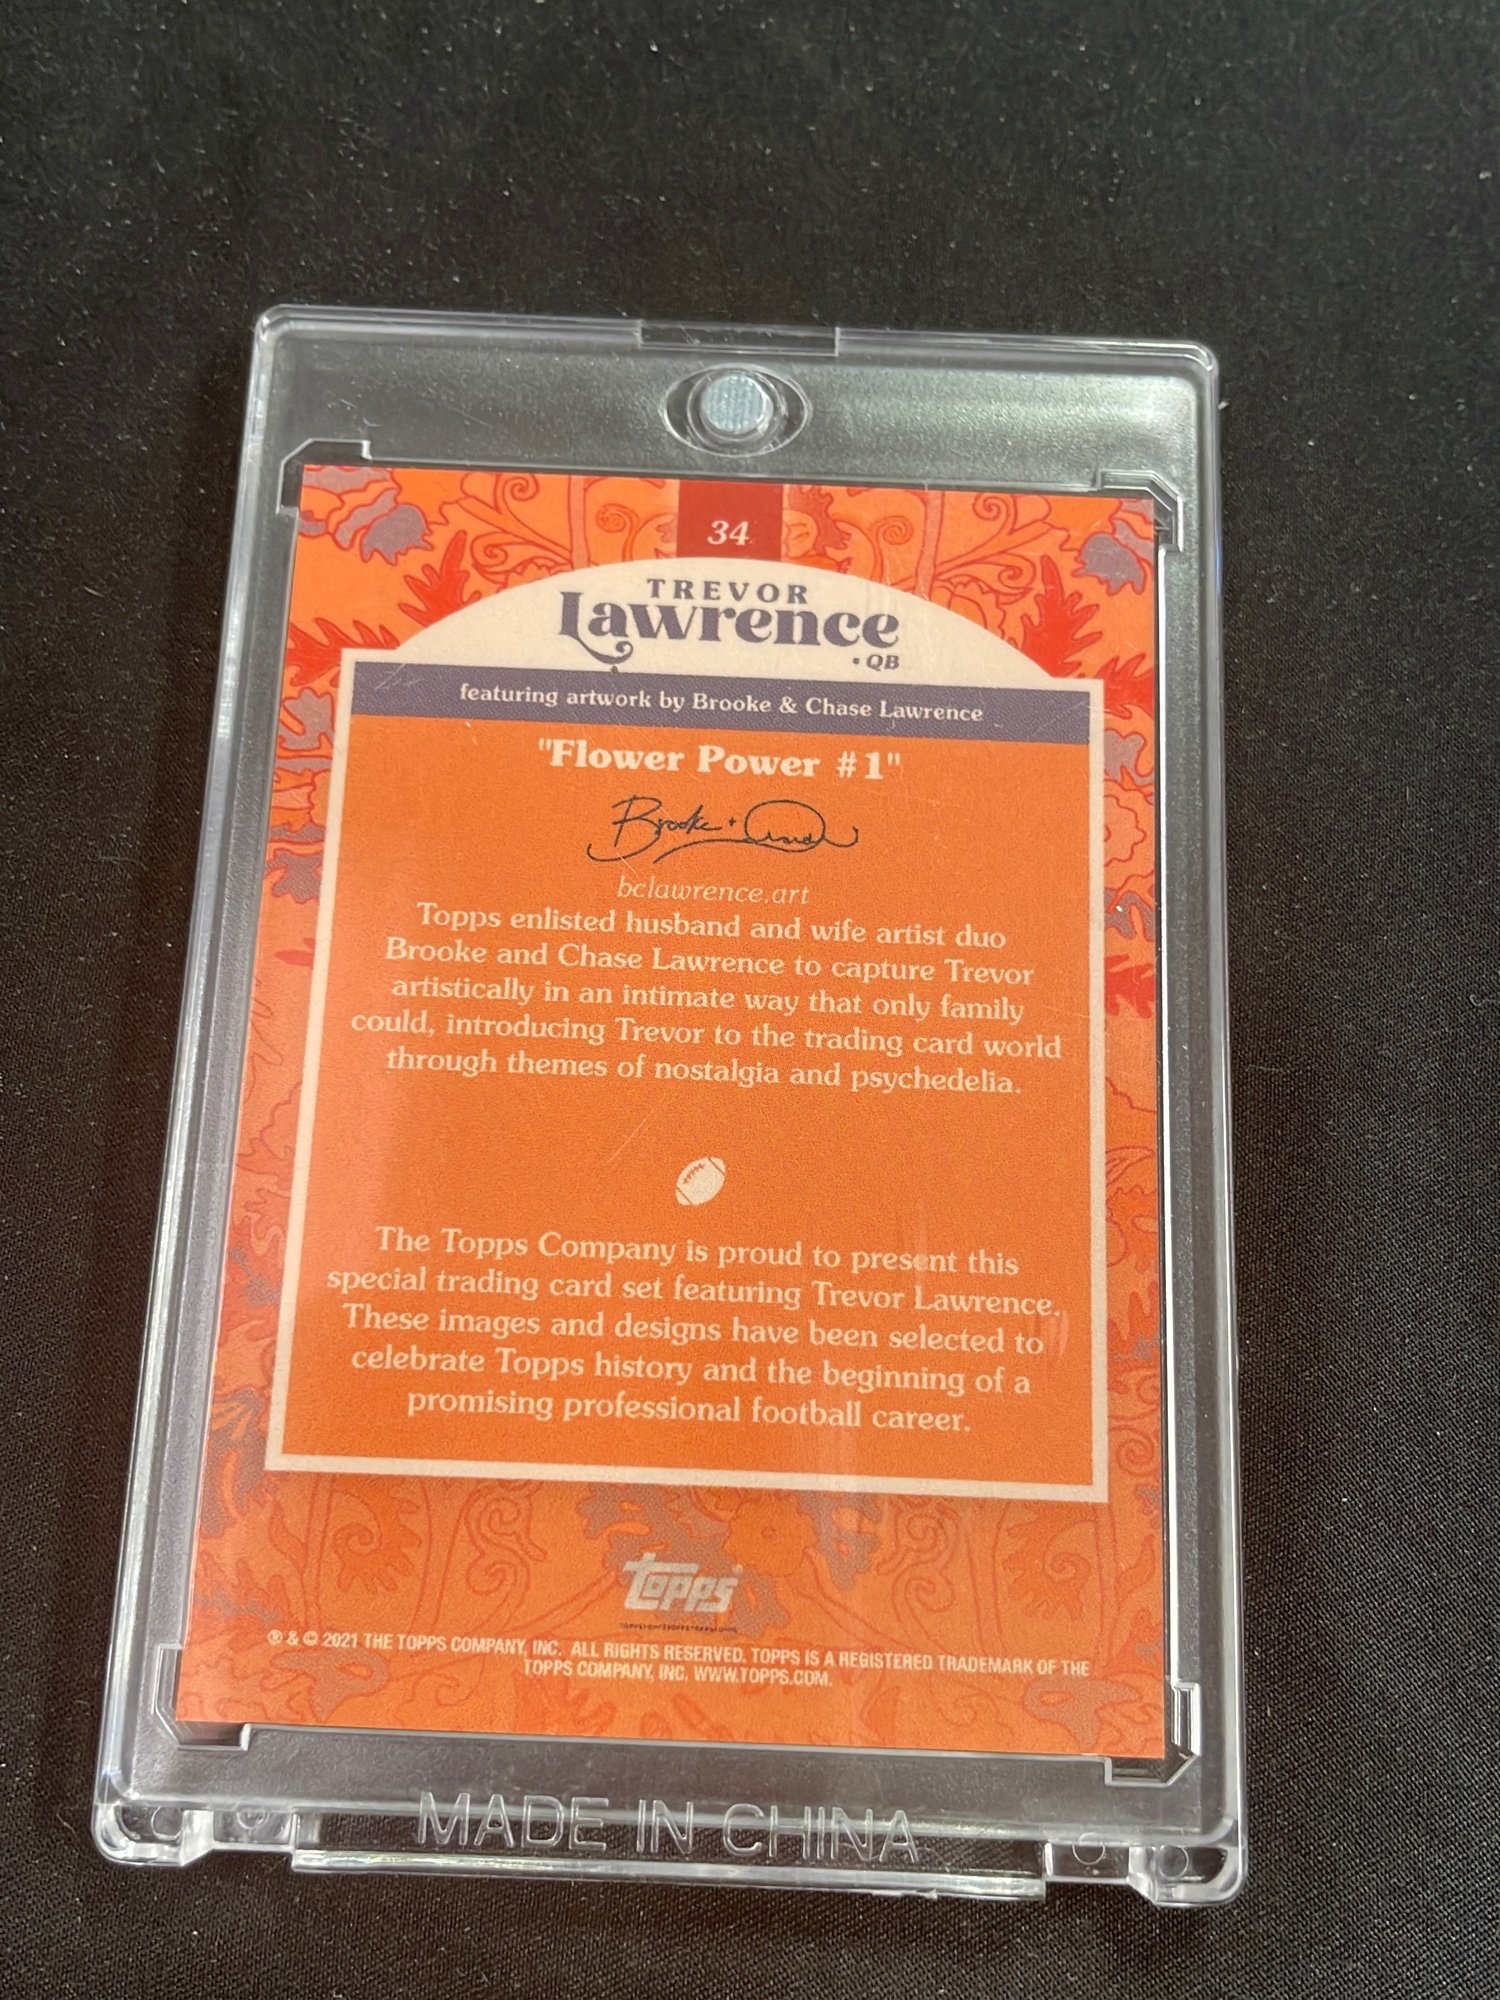 34
TREVOR
Lawrence
• QB
featuring artwork by Brooke & Chase Lawrence
"Flower Power #1"
Brooke +
bclawrence.art
Topps enlisted husband and wife artist duo
Brooke and Chase Lawrence to capture Trevor
artistically in an intimate way that only family
could, introducing Trevor to the trading card world
through themes of nostalgia and psychedelia.
The Topps Company is proud to present this
special trading card set featuring Trevor Lawrence.
These images and designs have been selected to
celebrate Topps history and the beginning of a
promising professional football career.
topps
® & © 2021 THE TOPPS COMPANY, INC. ALL RIGHTS RESERVED. TOPPS IS A REGISTERED TRADEMARK OF THE
TOPPS COMPANY, INC. WWW.TOPPS.COM.
MADE IN CHINA